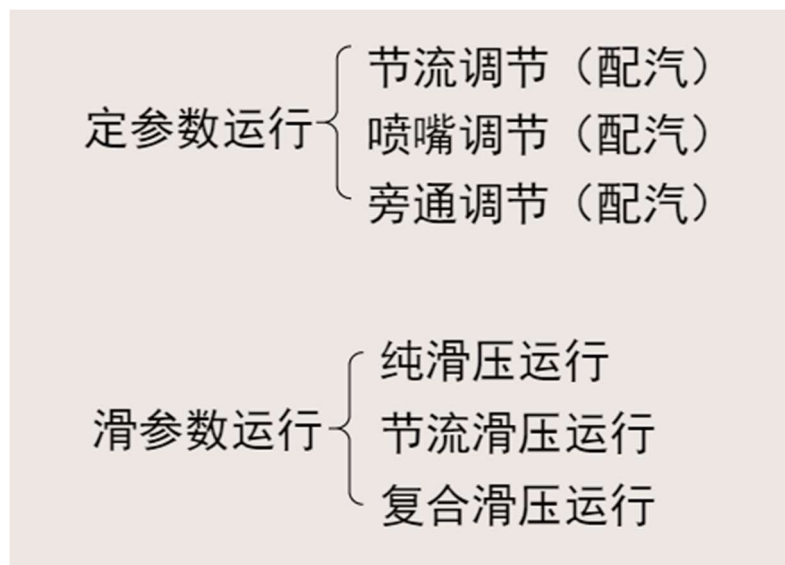 定参数运行
节流调节（配汽）
喷嘴调节（配汽）
旁通调节（配汽）
滑参数运行
纯滑压运行
节流滑压运行
复合滑压运行